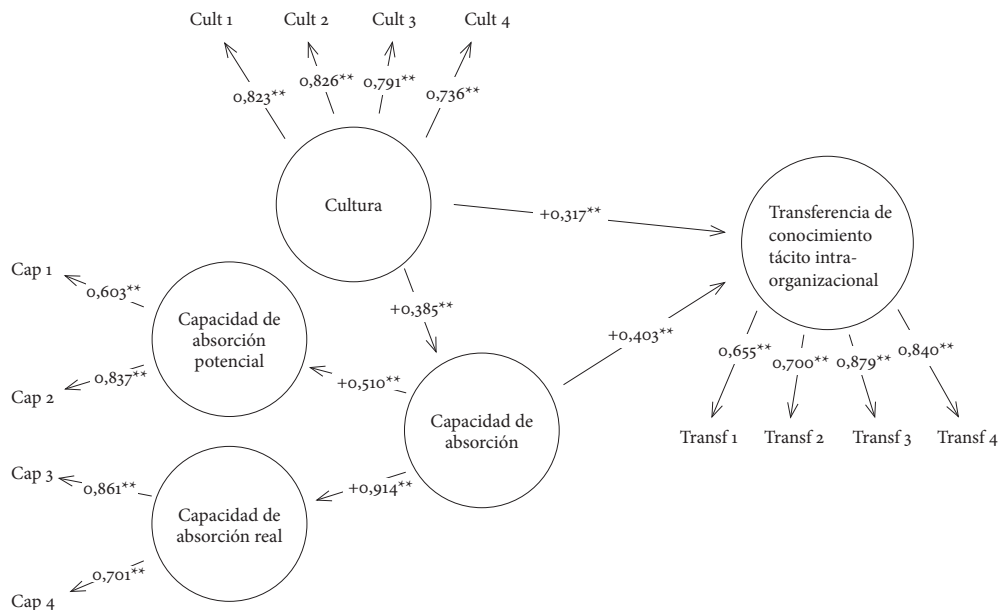 Cult 1
Cult 2
Cult 3
Cult 4
0,823**
0,826**
0,791**
0,736**
Cultura
+0,317**
Transferencia de
conocimiento
tácito intra-
organizacional
Cap 1
0,603**
+0,385**
Capacidad de
absorción
potencial
+0,403**
0,655**
0,700**
0,879**
0,840**
Cap 2
0,837**
+0,510**
Capacidad de
absorción
Transf 1
Transf 2
Transf 3
Transf 4
Cap 3
0,861**
+0,914**
Capacidad de
absorción real
0,701**
Cap 4